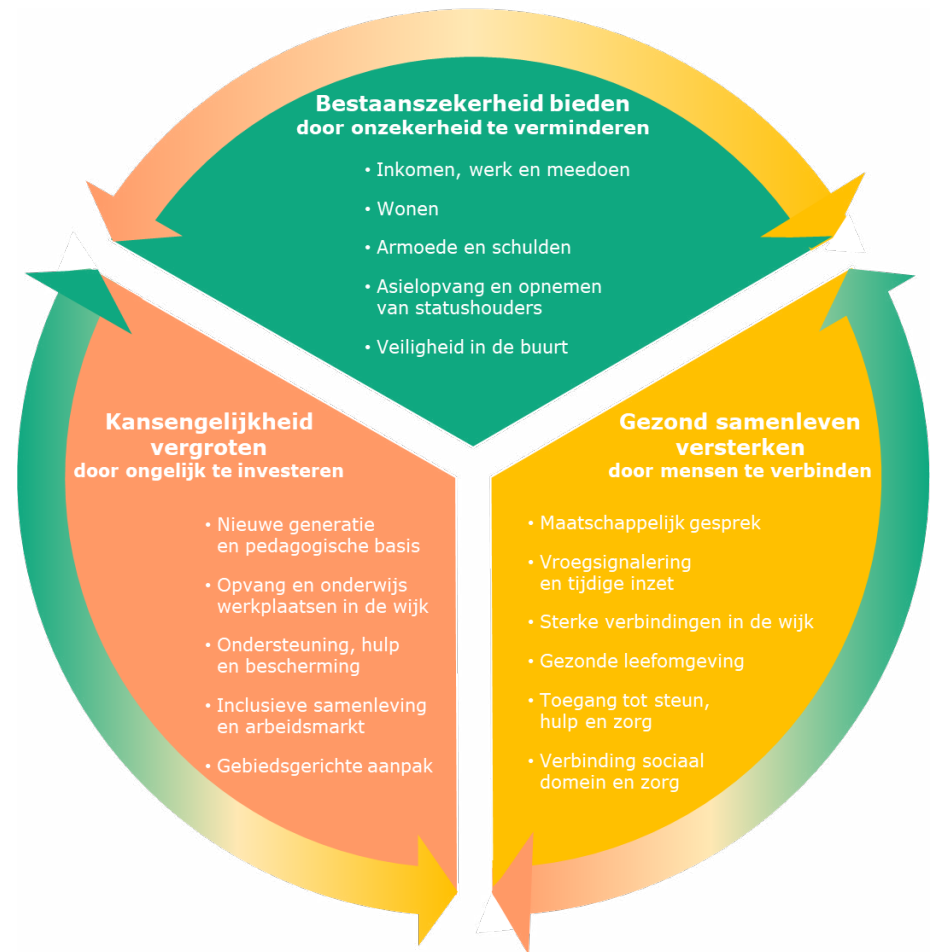 Bestaanszekerheid bieden
door onzekerheid te verminderen
• Inkomen, werk en meedoen
• Wonen
• Armoede en schulden
• Asielopvang en opnemen
van statushouders
• Veiligheid in de buurt
Kansengelijkheid
vergroten
door ongelijk te investeren
• Nieuwe generatie
en pedagogische basis
• Opvang en onderwijs
werkplaatsen in de wijk
• Ondersteuning, hulp
en bescherming
• Inclusieve samenleving
en arbeidsmarkt
• Gebiedsgerichte aanpak
Gezond samenleven
versterken
door mensen te verbinden
• Maatschappelijk gesprek
• Vroegsignalering
en tijdige inzet
• Sterke verbindingen in de wijk
• Gezonde leefomgeving
• Toegang tot steun,
hulp en zorg
• Verbinding sociaal
domein en zorg